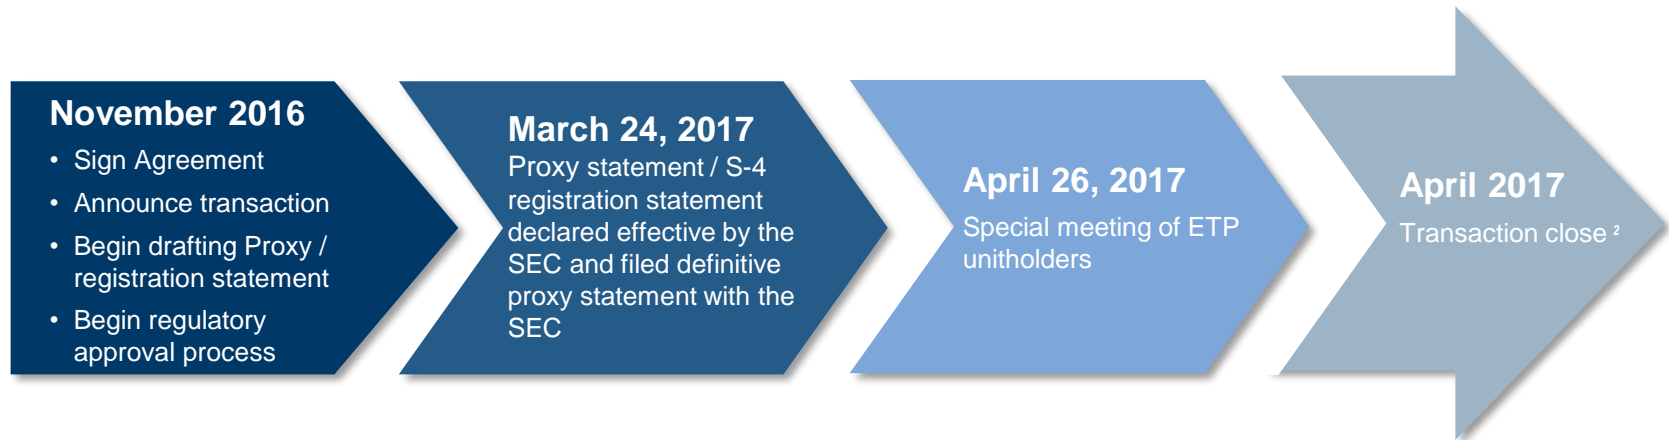 November 2016
• Sign Agreement
• Announce transaction
• Begin drafting Proxy /
registration statement
• Begin regulatory
approval process
March 24, 2017
Proxy statement / S-4
registration statement
declared effective by the
SEC and filed definitive
proxy statement with the
SEC
April 26, 2017
Special meeting of ETP
unitholders
April 2017
Transaction close ²